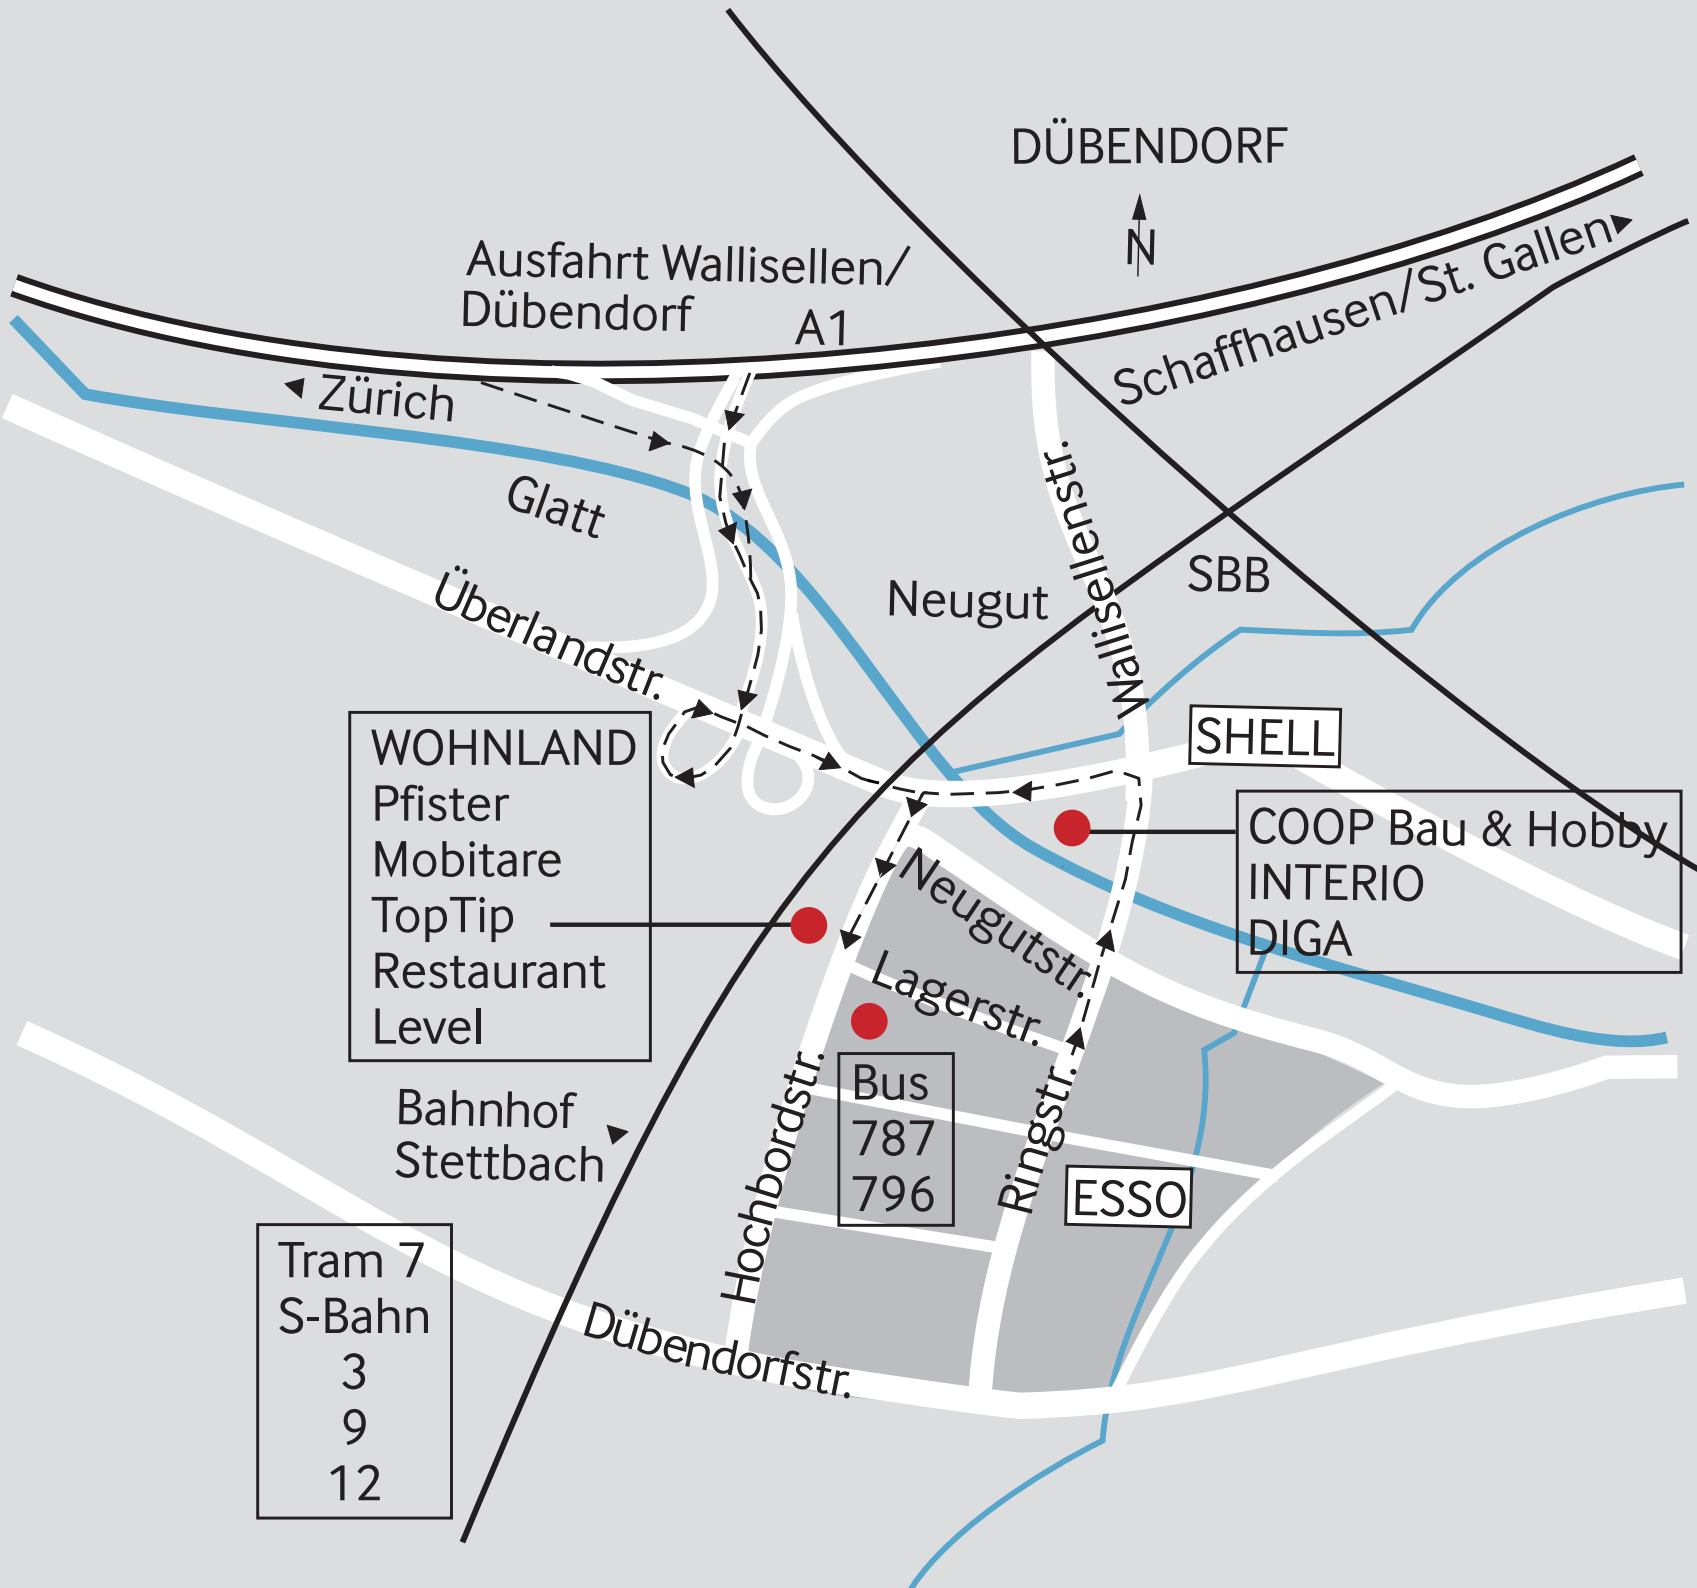 DÜBENDORF
N
Ausfahrt Wallisellen/
Dübendorf
A1
Schaffhausen/St. Gallen
Zürich
Glatt
Wallisellenstr.
SBB
Neugut
Überlandstr.
SHELL
WOHNLAND
Pfister
Mobitare
TopTip
Restaurant
Level
COOP Bau & Hobby
INTERIO
DIGA
Neugutstr.
Lagerstr.
Bus
787
796
Hochbordstr.
Ringstr.
ESSO
Bahnhof
Stettbach
Tram 7
S-Bahn
3
9
12
Dübendorfstr.